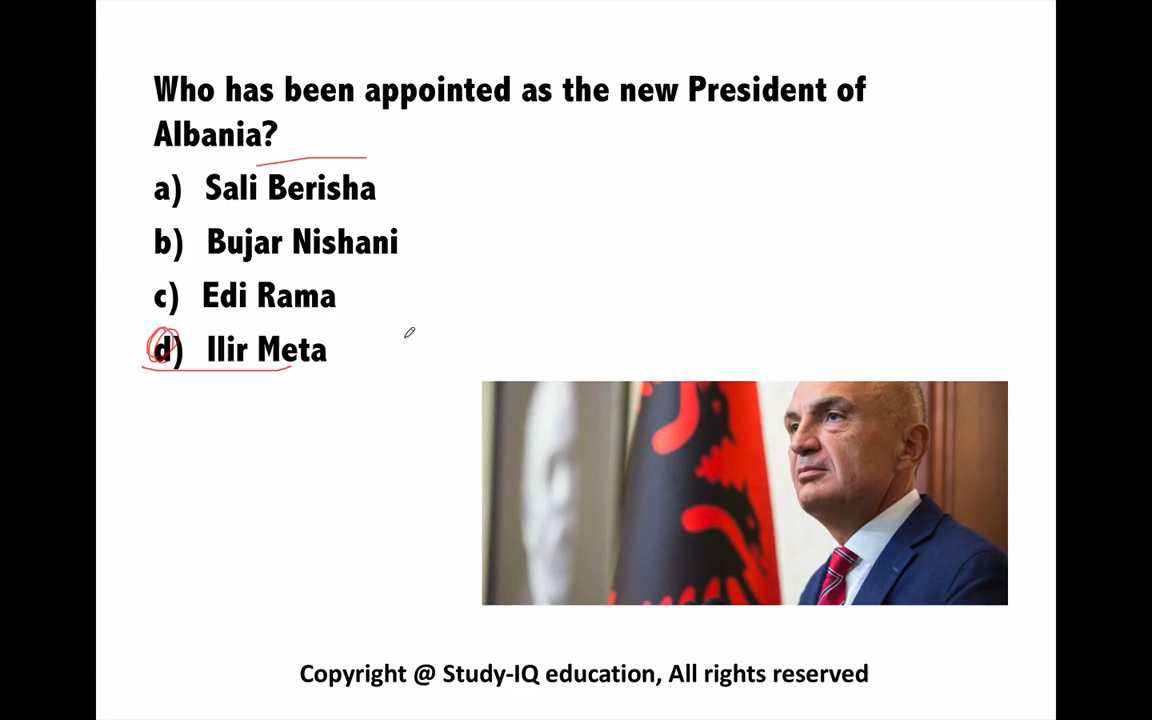 Who has been appointed as the new President of
Albania?
a) Sali Berisha
b) Bujar Nishani
c) Edi Rama
d) Ilir Meta
Copyright @ Study-IQ education, All rights reserved